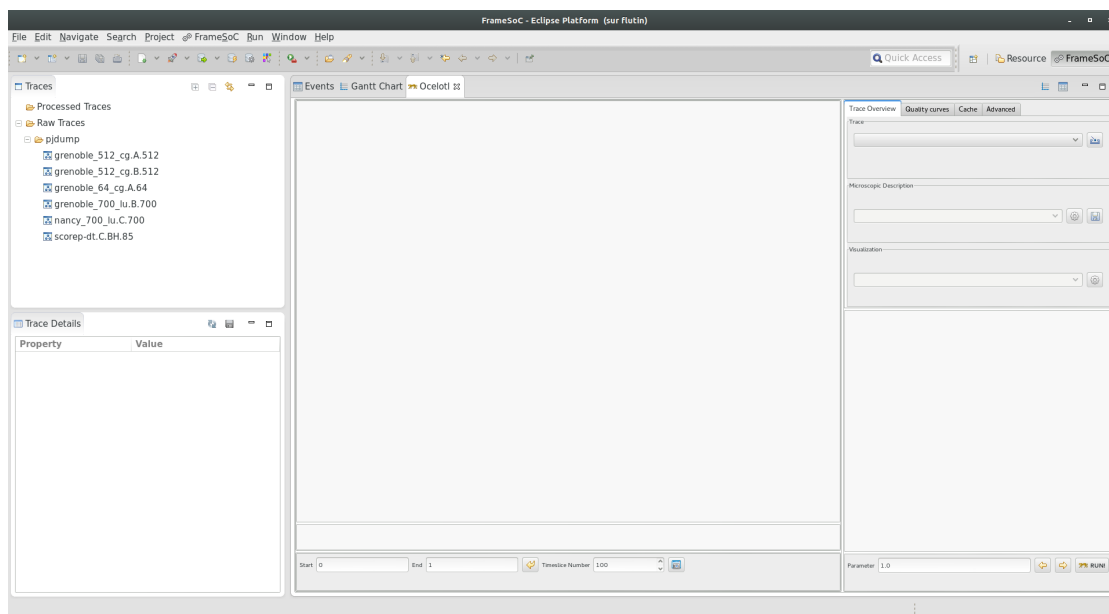 FrameSoC - Eclipse Platform (sur flutin)
File Edit Navigate Search Project FrameSoC Run Window Help
Quick Access Resource FrameSoC
Traces
Events Gantt Chart Ocelotl
Processed Traces
Raw Traces
pjdump
grenoble_512_cg.A.512
grenoble_512_cg.B.512
grenoble_64_cg.A.64
grenoble_700_lu.B.700
nancy_700_lu.C.700
scorep-dt.C.BH.85
Trace Overview Quality curves Cache Advanced
Trace
Microscopic Description
Visualization
Trace Details
Property Value
Start 0 End 1 Timeslice Number 100
Parameter 1.0 RUN!